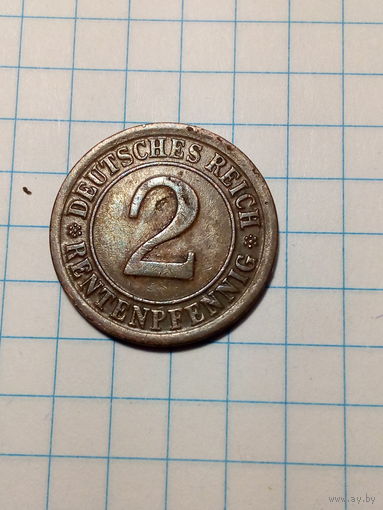 DEUTSCHES REICH
2
RENTENPFENNIG
www.ay.by